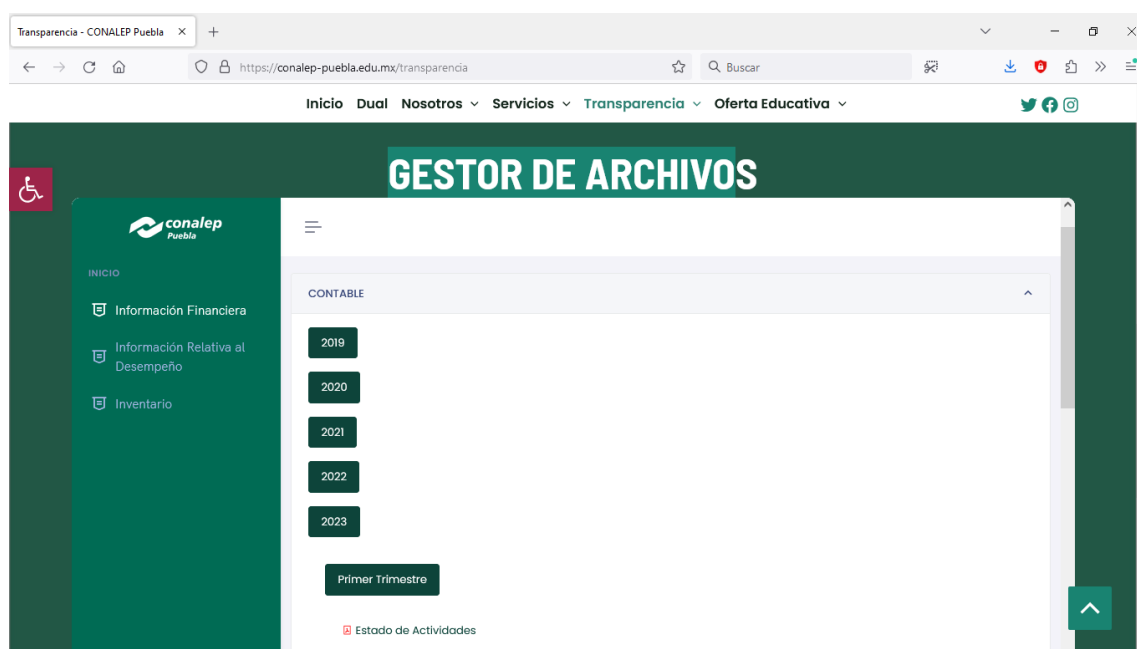 Transparencia - CONALEP Puebla
https://conalep-puebla.edu.mx/transparencia
Buscar
Inicio Dual Nosotros Servicios Transparencia Oferta Educativa
GESTOR DE ARCHIVOS
conalep
Puebla
INICIO
Información Financiera
Información Relativa al
Desempeño
Inventario
CONTABLE
2019
2020
2021
2022
2023
Primer Trimestre
Estado de Actividades